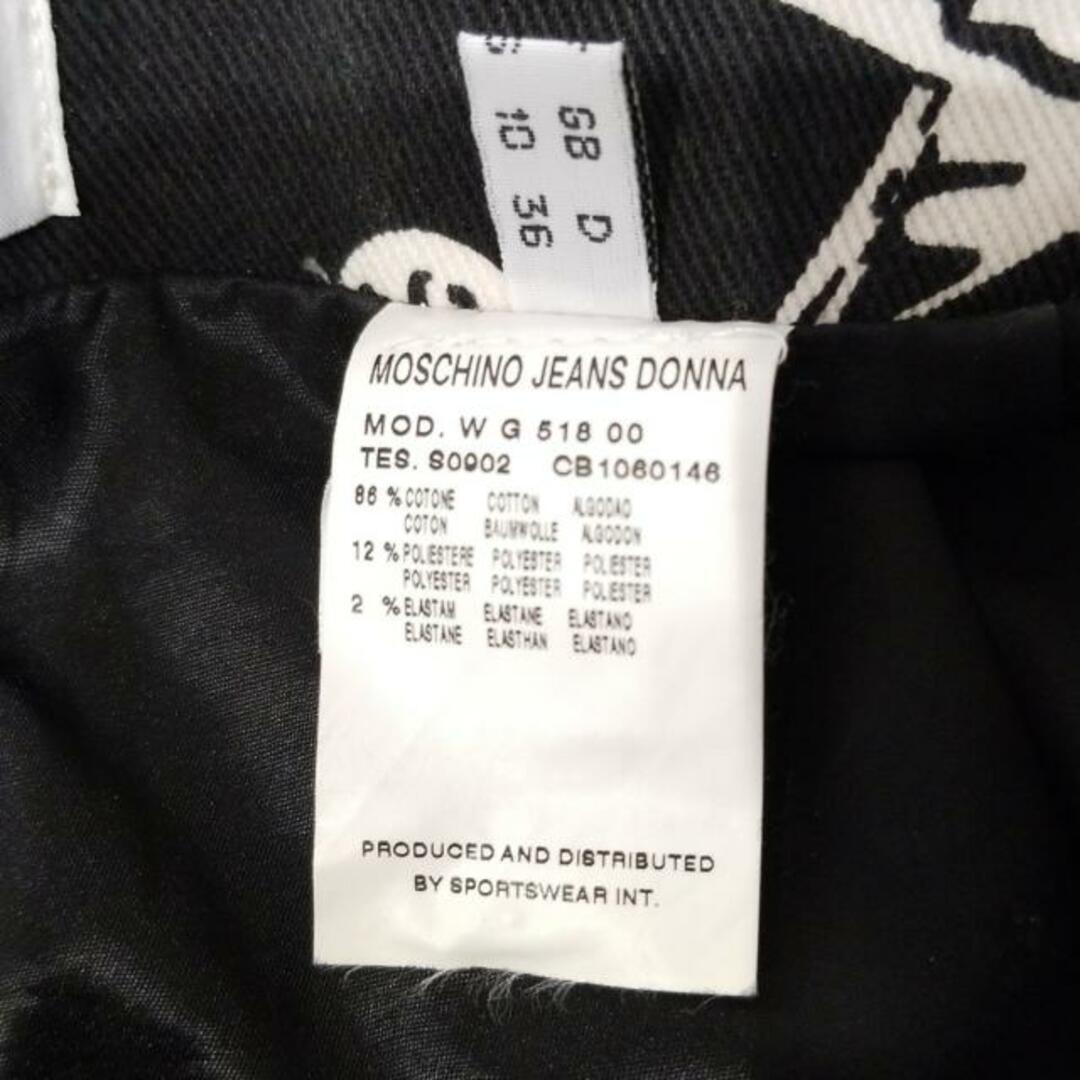 GB D
10 36
MOSCHINO JEANS DONNA
MOD. W G 518 00
TES. S0902 CB1060146
86 % COTONE COTTON ALGODAO
COTON BAUMWOLLE ALGODON
12 % POLIESTERE POLYESTER POLIESTER
POLYESTER POLYESTER POLIESTER
2 % ELASTAM ELASTANE ELASTANO
ELASTANE ELASTHAN ELASTANO
PRODUCED AND DISTRIBUTED
BY SPORTSWEAR INT.